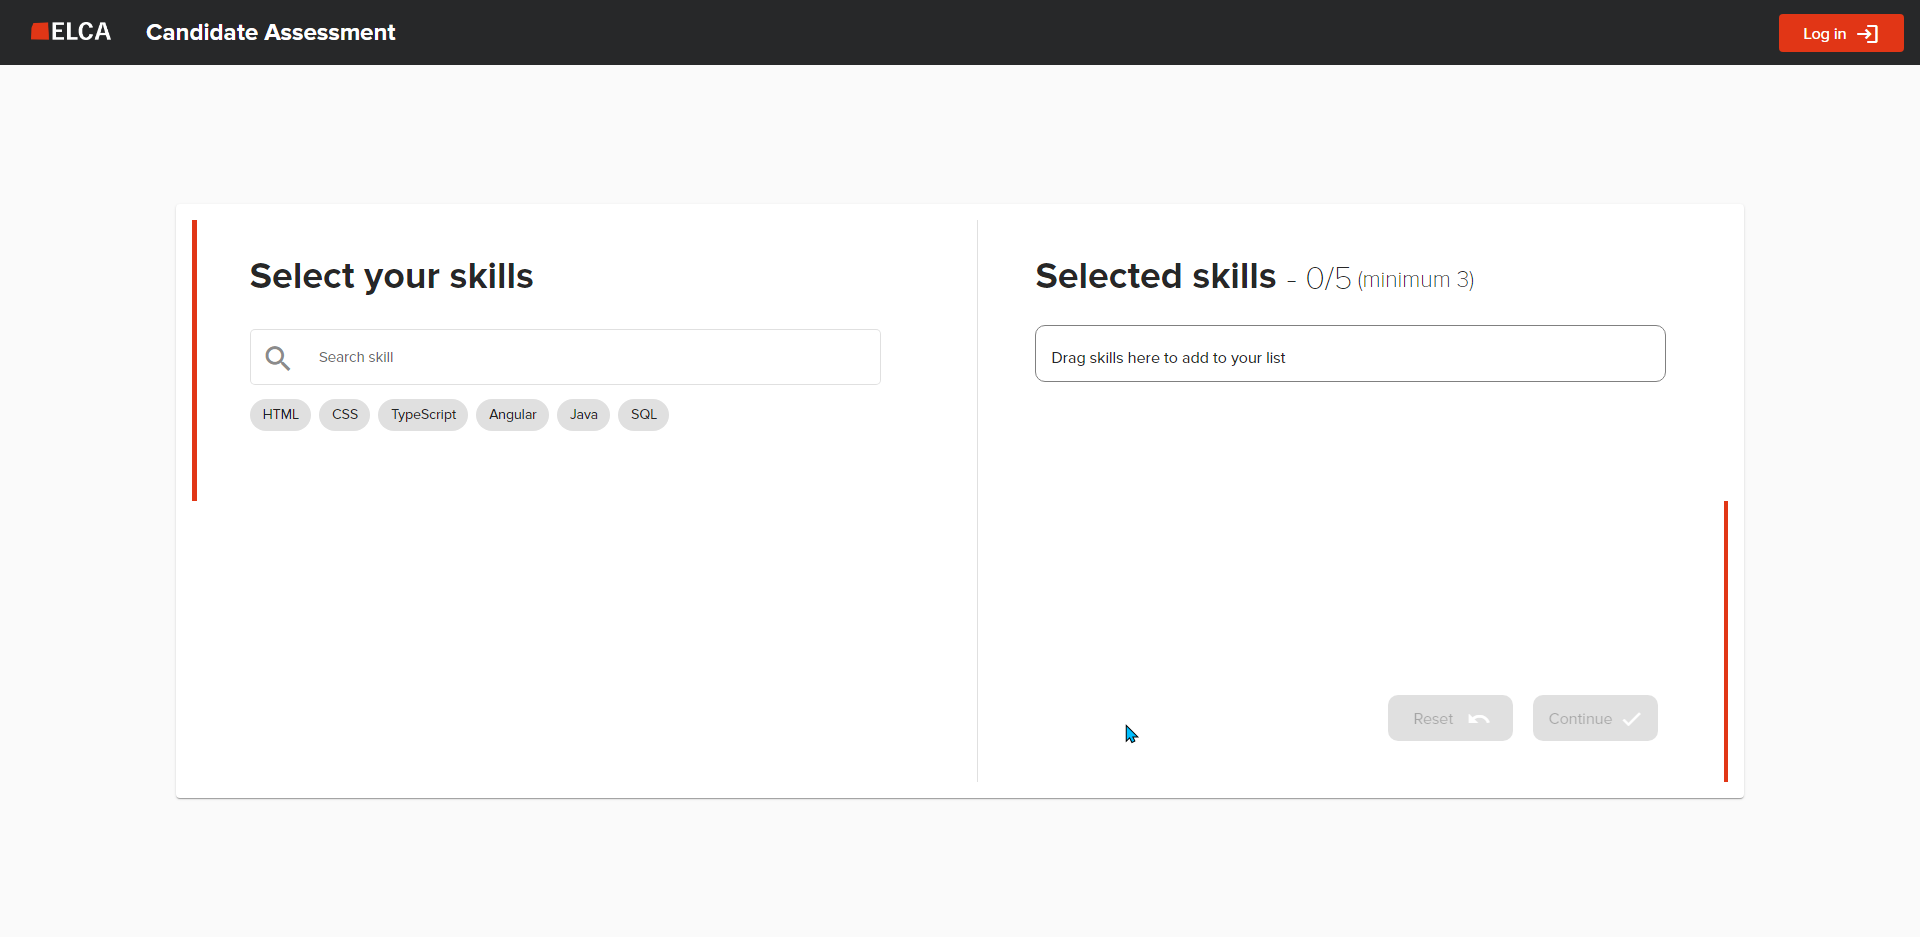 ELCA Candidate Assessment Log in
Select your skills
Search skill
HTML CSS TypeScript Angular Java SQL
Selected skills - 0/5 (minimum 3)
Drag skills here to add to your list
Reset Continue